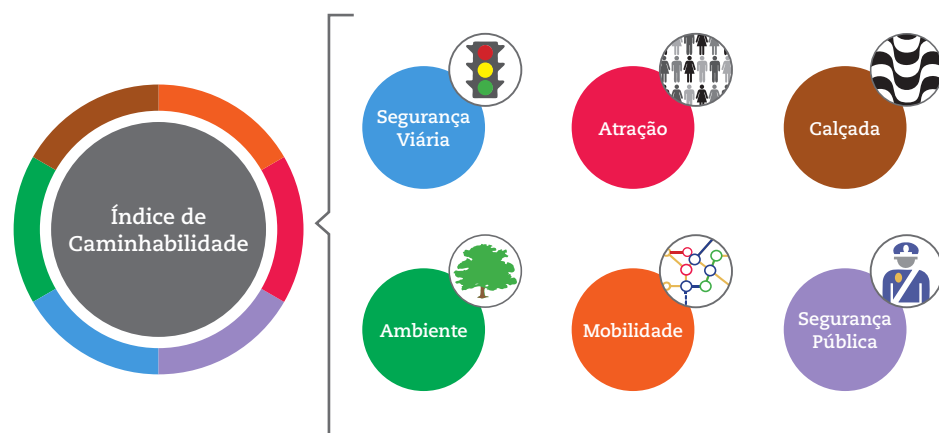 Índice de
Caminhabilidade
Segurança
Viária
Atração
Calçada
Ambiente
Mobilidade
Segurança
Pública